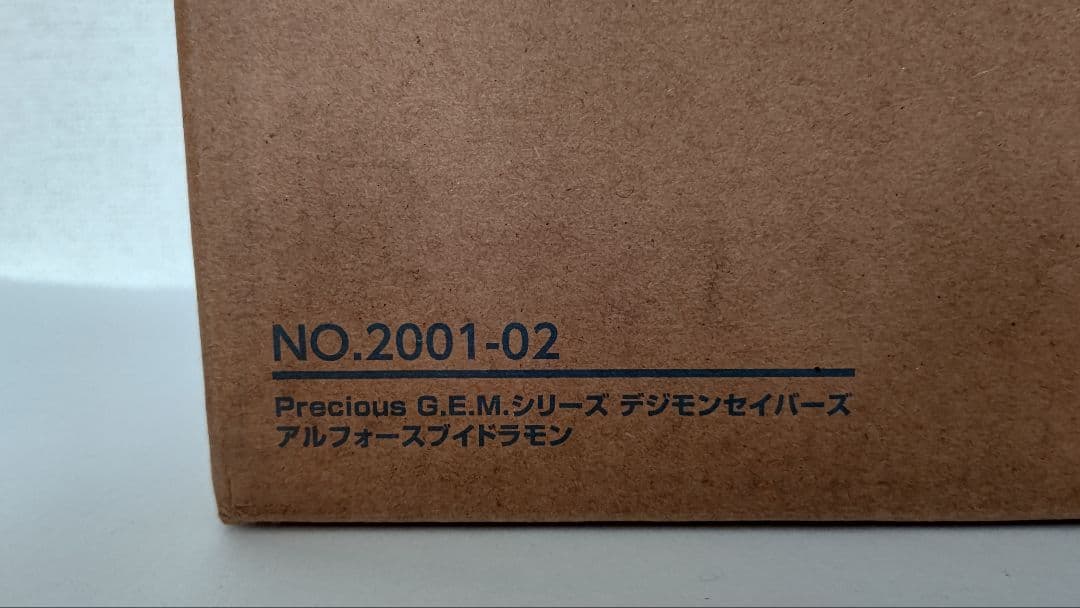 NO.2001-02
Precious G.E.M.シリーズ デジモンセイバーズ
アルフォースブイドラモン